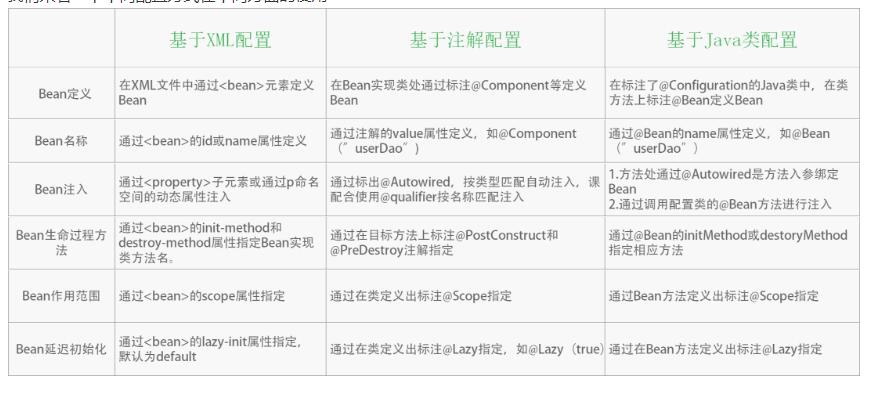 基于XML配置
基于注解配置
基于Java类配置
Bean定义
在XML文件中通过<bean>元素定义
Bean
在Bean实现类处通过标注@Component等定义
Bean
在标注了@Configuration的Java类中，在类
方法上标注@Bean定义Bean
Bean名称
通过<bean>的id或name属性定义
通过注解的value属性定义，如@Component
（”userDao”）
通过@Bean的name属性定义，如@Bean
（”userDao”）
Bean注入
通过<property>子元素或通过p命名
空间的动态属性注入
通过标出@Autowired，按类型匹配自动注入，课
配合使用@qualifier按名称匹配注入
1.方法处通过@Autowired是方法入参绑定
Bean
2.通过调用配置类的@Bean方法进行注入
Bean生命过程方
法
通过<bean>的init-method和
destroy-method属性指定Bean实现
类方法名。
通过在目标方法上标注@PostConstruct和
@PreDestroy注解指定
通过@Bean的initMethod或destoryMethod
指定相应方法
Bean作用范围
通过<bean>的scope属性指定
通过在类定义出标注@Scope指定
通过Bean方法定义出标注@Scope指定
Bean延迟初始化
通过<bean>的lazy-init属性指定，
默认为default
通过在类定义出标注@Lazy指定，如@Lazy（true）
通过在Bean方法定义出标注@Lazy指定